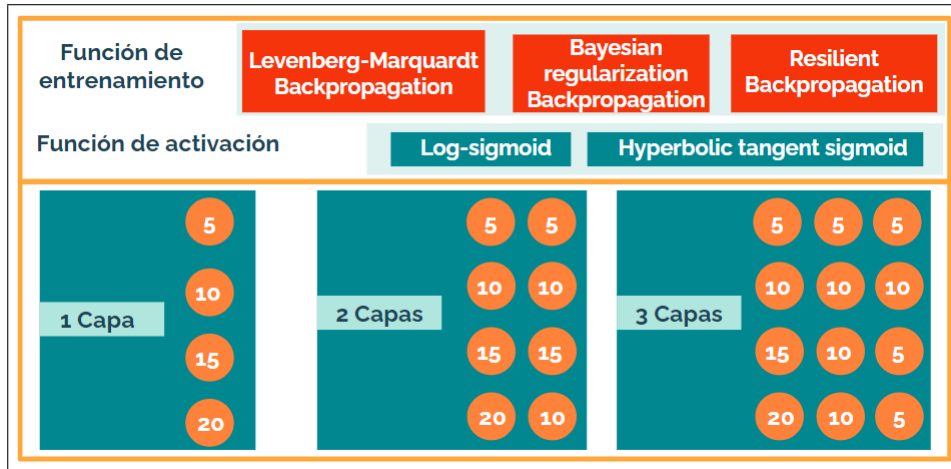 Función de
entrenamiento
Levenberg-Marquardt
Backpropagation
Bayesian
regularization
Backpropagation
Resilient
Backpropagation
Función de activación
Log-sigmoid
Hyperbolic tangent sigmoid
1 Capa
5
10
15
20
2 Capas
5 5
10 10
15 15
20 10
3 Capas
5 5 5
10 10 10
15 10 5
20 10 5